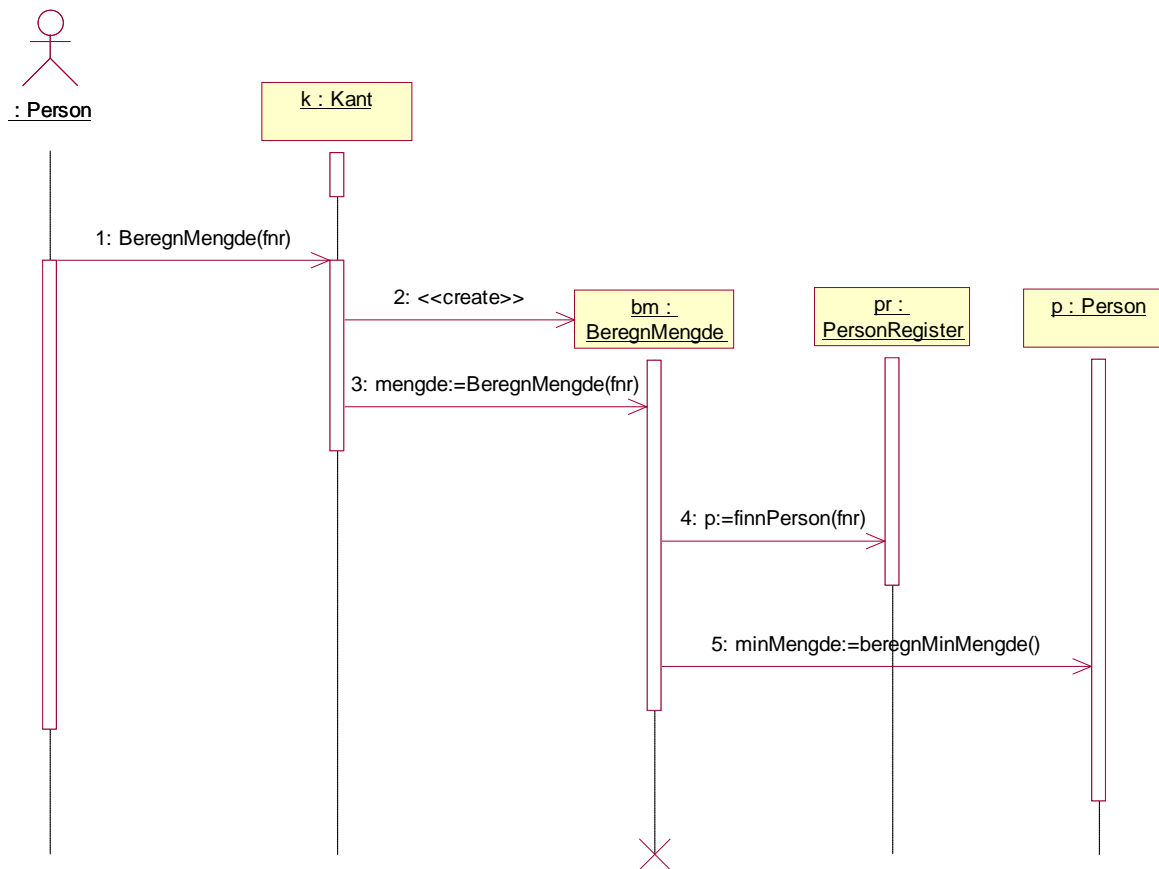 : Person
k : Kant
1: BeregnMengde(fnr)
2: <<create>>
bm :
BeregnMengde
pr :
PersonRegister
p : Person
3: mengde:=BeregnMengde(fnr)
4: p:=finnPerson(fnr)
5: minMengde:=beregnMinMengde()